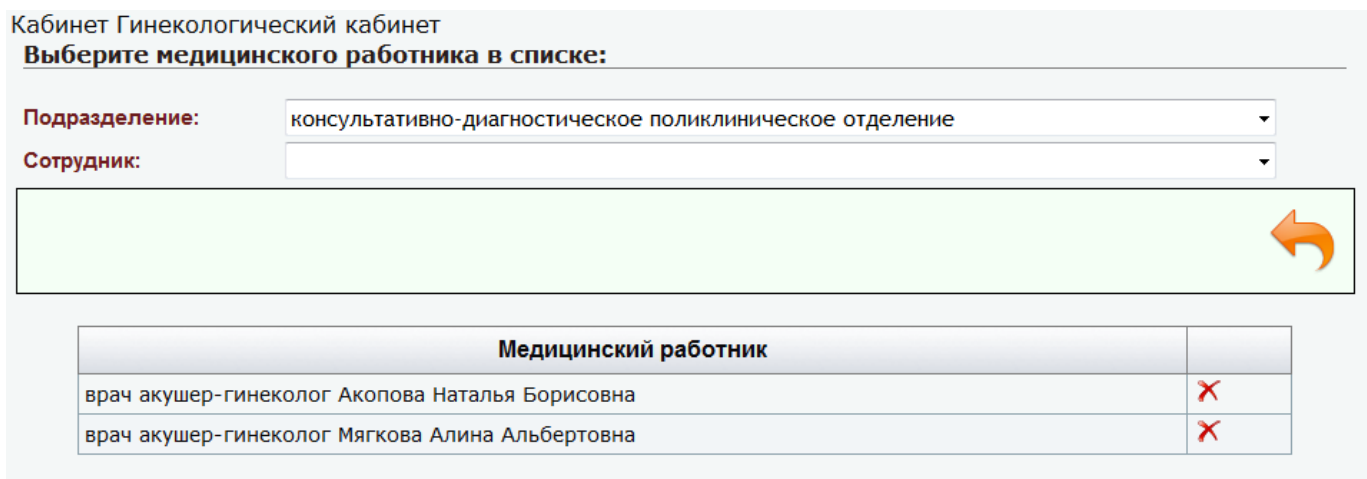 Кабинет Гинекологический кабинет
Выберите медицинского работника в списке:
Подразделение: консультативно-диагностическое поликлиническое отделение
Сотрудник:
Медицинский работник
врач акушер-гинеколог Акопова Наталья Борисовна
врач акушер-гинеколог Мягкова Алина Альбертовна